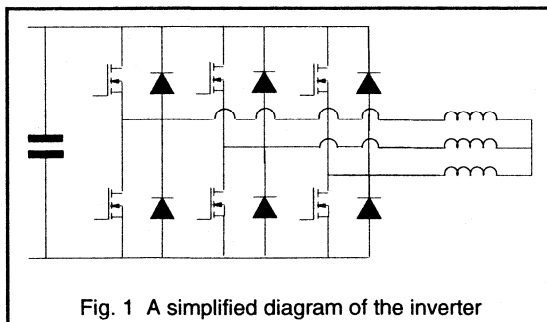 Fig. 1 A simplified diagram of the inverter